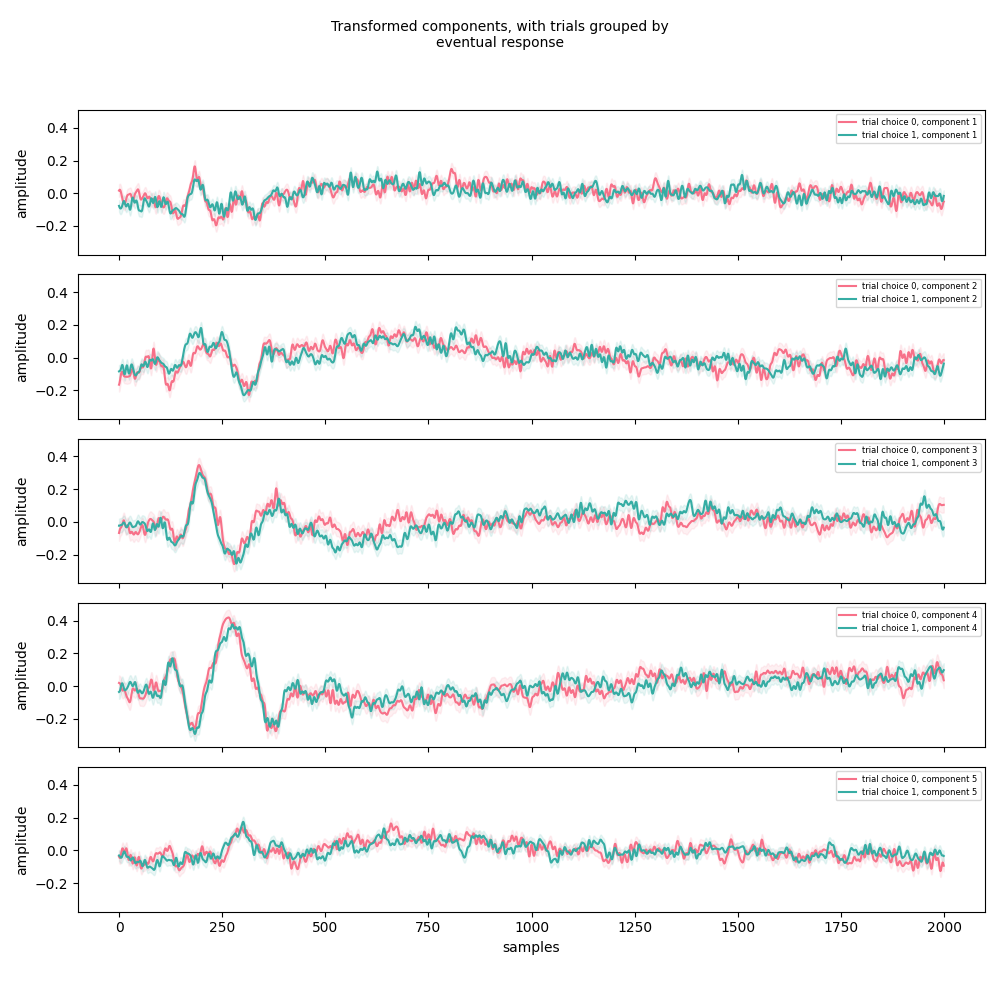 Transformed components, with trials grouped by
eventual response
0.4
0.2
0.0
−0.2
amplitude
trial choice 0, component 1
trial choice 1, component 1
0.4
0.2
0.0
−0.2
amplitude
trial choice 0, component 2
trial choice 1, component 2
0.4
0.2
0.0
−0.2
amplitude
trial choice 0, component 3
trial choice 1, component 3
0.4
0.2
0.0
−0.2
amplitude
trial choice 0, component 4
trial choice 1, component 4
0.4
0.2
0.0
−0.2
amplitude
trial choice 0, component 5
trial choice 1, component 5
0 250 500 750 1000 1250 1500 1750 2000
samples